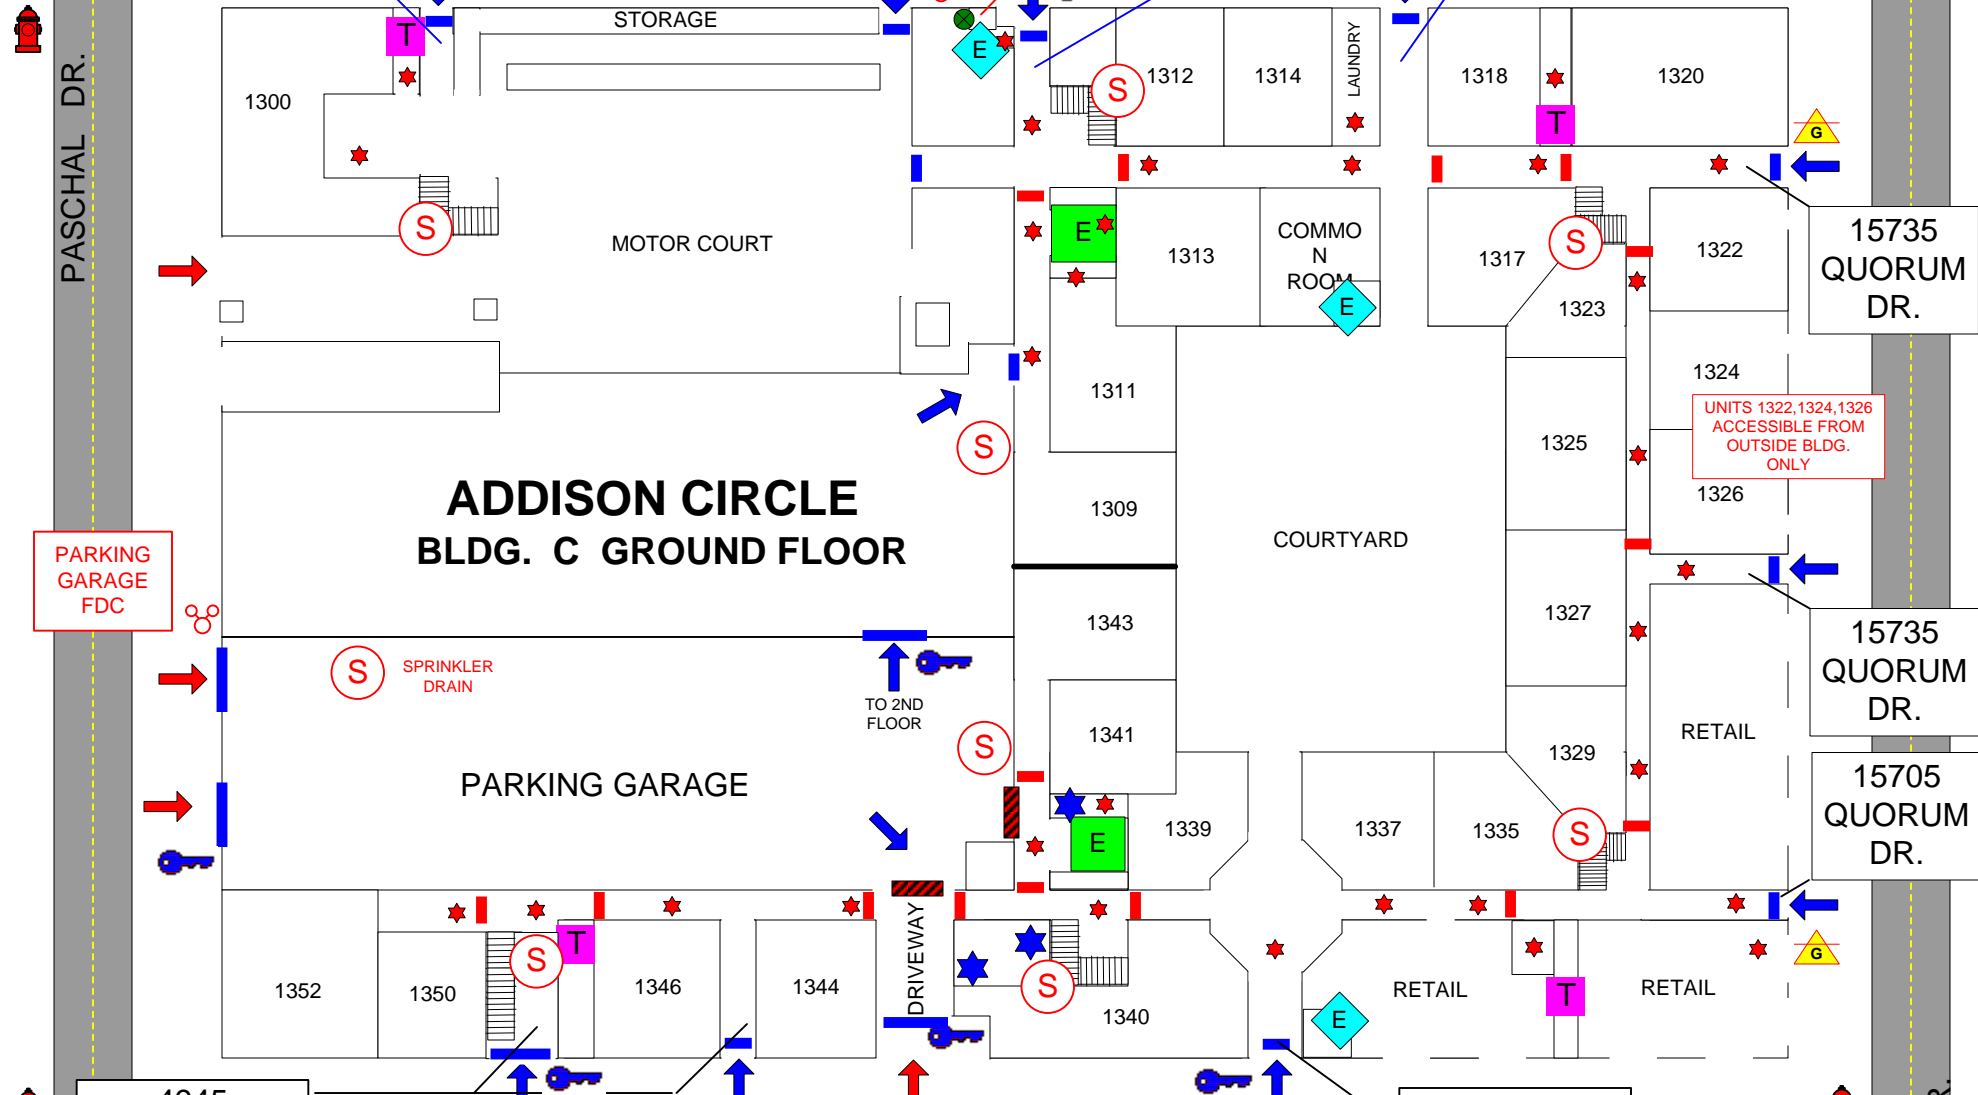 STORAGE
T
E
1300
S
1312
1314
LAUNDRY
1318
1320
T
G
PASCHAL DR.
S
MOTOR COURT
E
1313
COMMO
N
ROOM
E
1317
S
1323
1322
15735
QUORUM
DR.
1311
1324
UNITS 1322,1324,1326
ACCESSIBLE FROM
OUTSIDE BLDG.
ONLY
1325
1326
S
ADDISON CIRCLE
BLDG. C GROUND FLOOR
1309
COURTYARD
PARKING
GARAGE
FDC
1343
1327
15735
QUORUM
DR.
S
SPRINKLER
DRAIN
TO 2ND
FLOOR
S
1341
1329
RETAIL
PARKING GARAGE
15705
QUORUM
DR.
E
1339
1337
1335
S
DRIVEWAY
T
S
1352
1350
1346
1344
S
1340
E
RETAIL
T
RETAIL
G